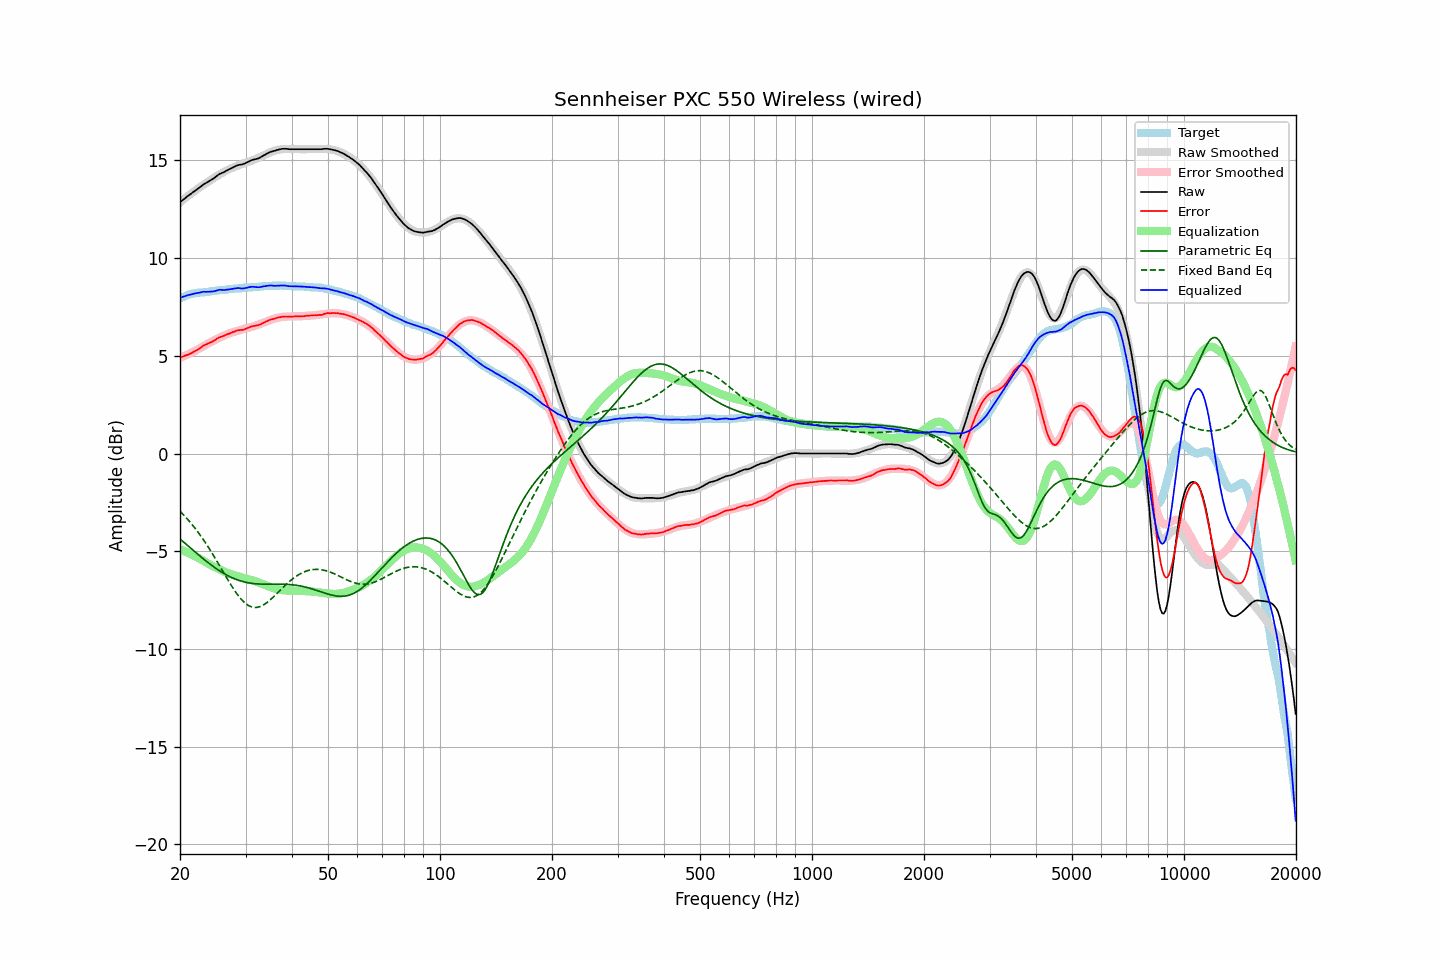 Sennheiser PXC 550 Wireless (wired)
Target
Raw Smoothed
Error Smoothed
Raw
Error
Equalization
Parametric Eq
Fixed Band Eq
Equalized
Amplitude (dBr)
15
10
5
0
−5
−10
−15
−20
20 50 100 200 500 1000 2000 5000 10000 20000
Frequency (Hz)